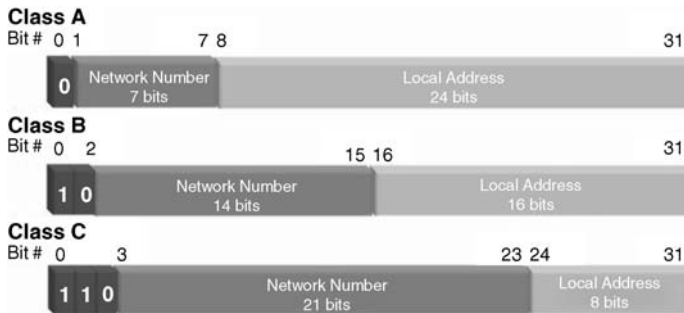 Class A
Bit # 0 1 7 8 31
0 Network Number Local Address
7 bits 24 bits
Class B
Bit # 0 2 15 16 31
1 0 Network Number Local Address
14 bits 16 bits
Class C
Bit # 0 3 23 24 31
1 1 0 Network Number Local Address
21 bits 8 bits